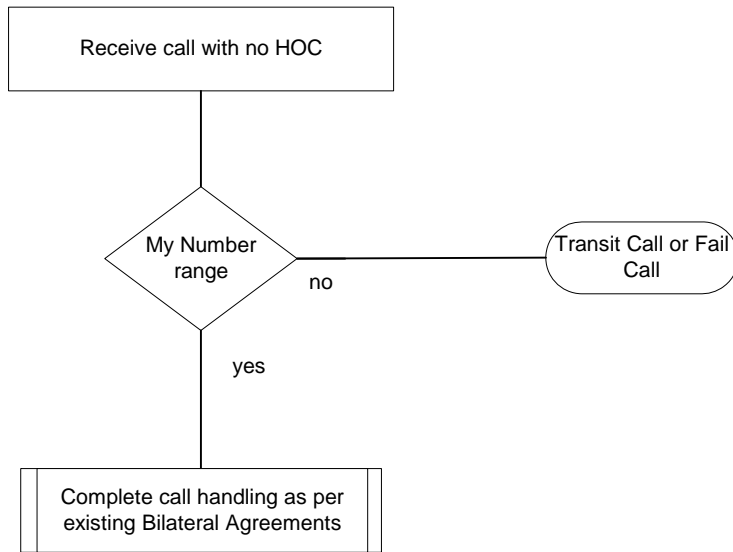 Receive call with no HOC
My Number
range
no
Transit Call or Fail
Call
yes
Complete call handling as per
existing Bilateral Agreements